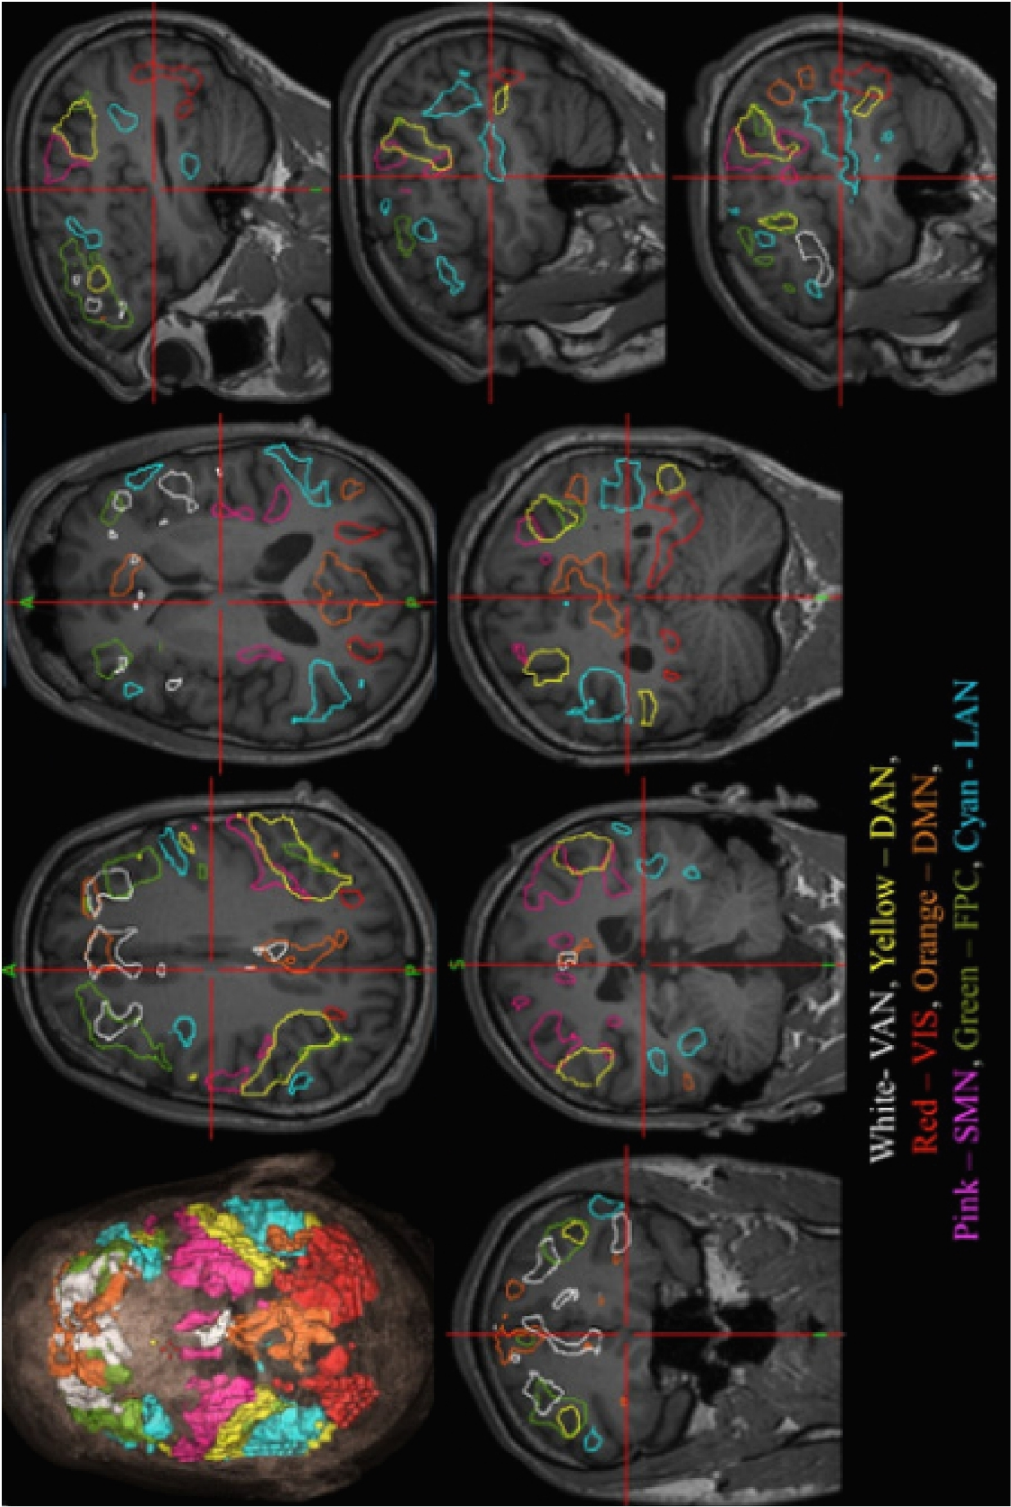 A
P
A
P
S
I
I
I
I
White- VAN, Yellow – DAN,
Red – VIS, Orange – DMN,
Pink – SMN, Green – FPC, Cyan - LAN